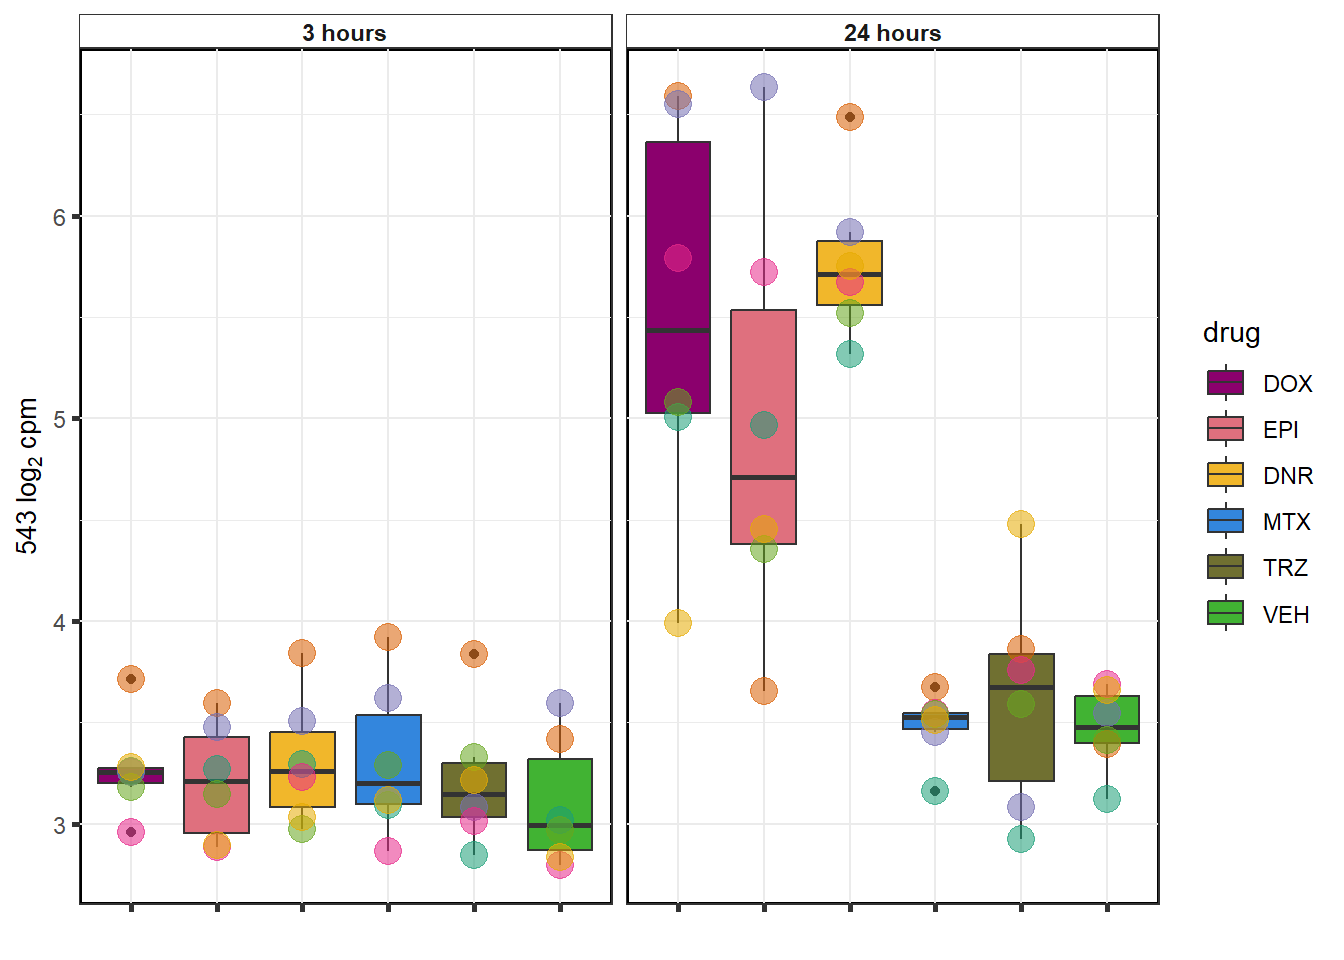 3 hours
24 hours
6
5
4
3
543 log₂ cpm
drug
DOX
EPI
DNR
MTX
TRZ
VEH